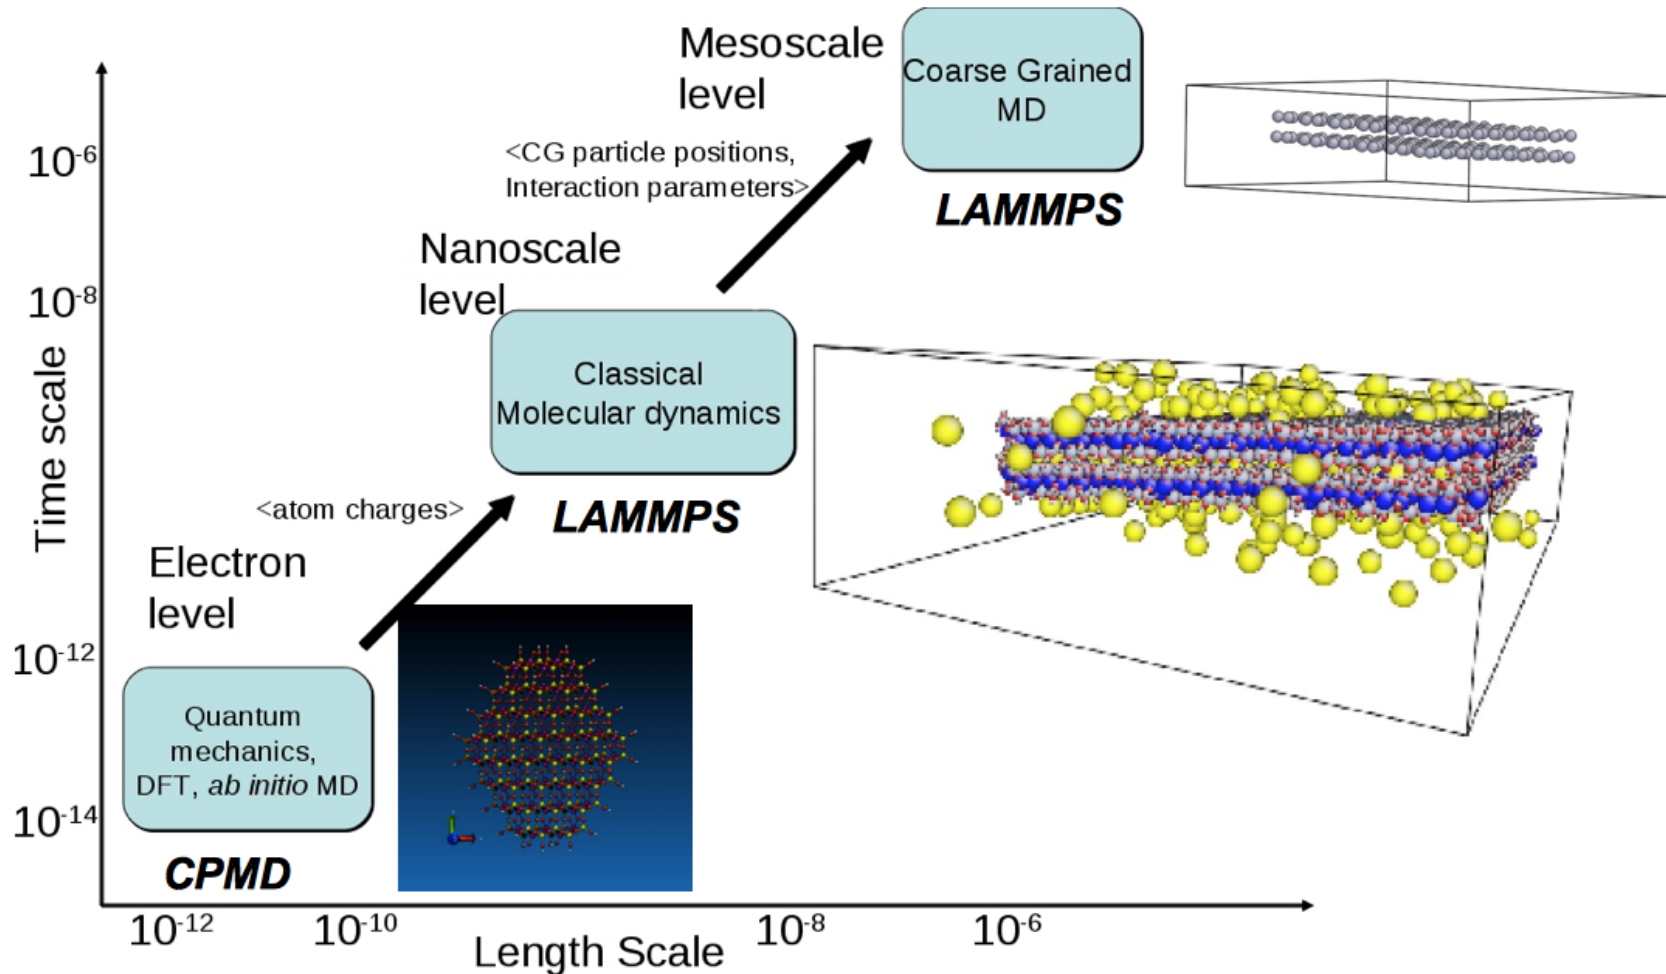 Mesoscale
level
Coarse Grained
MD
LAMMPS
<CG particle positions,
Interaction parameters>
Nanoscale
level
Classical
Molecular dynamics
LAMMPS
<atom charges>
Electron
level
Quantum
mechanics,
DFT, ab initio MD
CPMD
Time scale
10-6
10-8
10-12
10-14
10-12
10-10
10-8
10-6
Length Scale